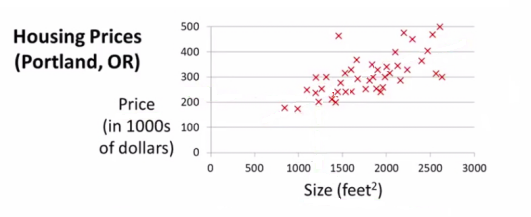 Housing Prices
(Portland, OR)
Price
(in 1000s
of dollars)
500
400
300
200
100
0
0 500 1000 1500 2000 2500 3000
Size (feet²)